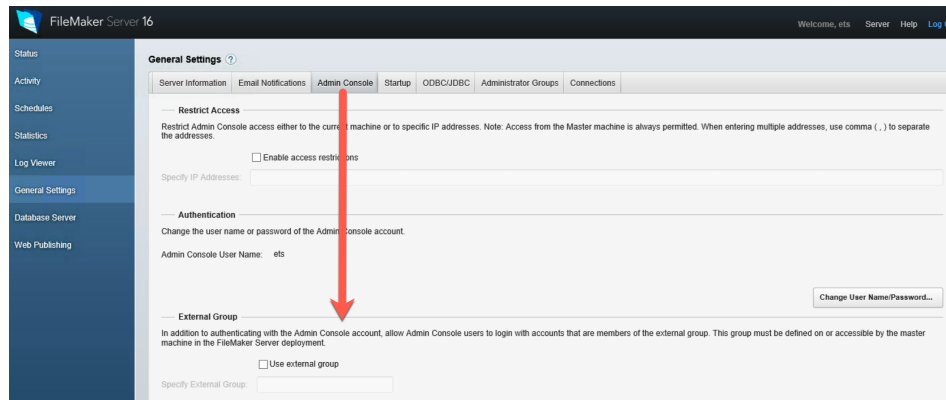 FileMaker Server 16
Welcome, ets Server Help Log
Status
Activity
Schedules
Statistics
Log Viewer
General Settings
Database Server
Web Publishing
General Settings ?
Server Information Email Notifications Admin Console Startup ODBC/JDBC Administrator Groups Connections
Restrict Access
Restrict Admin Console access either to the current machine or to specific IP addresses. Note: Access from the Master machine is always permitted. When entering multiple addresses, use comma ( , ) to separate
the addresses.
Enable access restrictions
Specify IP Addresses:
Authentication
Change the user name or password of the Admin Console account.
Admin Console User Name: ets
Change User Name/Password...
External Group
In addition to authenticating with the Admin Console account, allow Admin Console users to login with accounts that are members of the external group. This group must be defined on or accessible by the master
machine in the FileMaker Server deployment.
Use external group
Specify External Group: